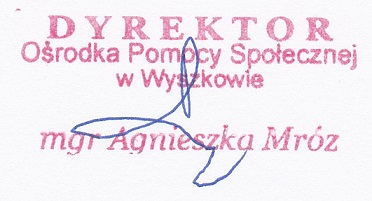 DYREKTOR
Ośrodka Pomocy Społecznej
w Wyszkowie
mgr Agnieszka Mróz